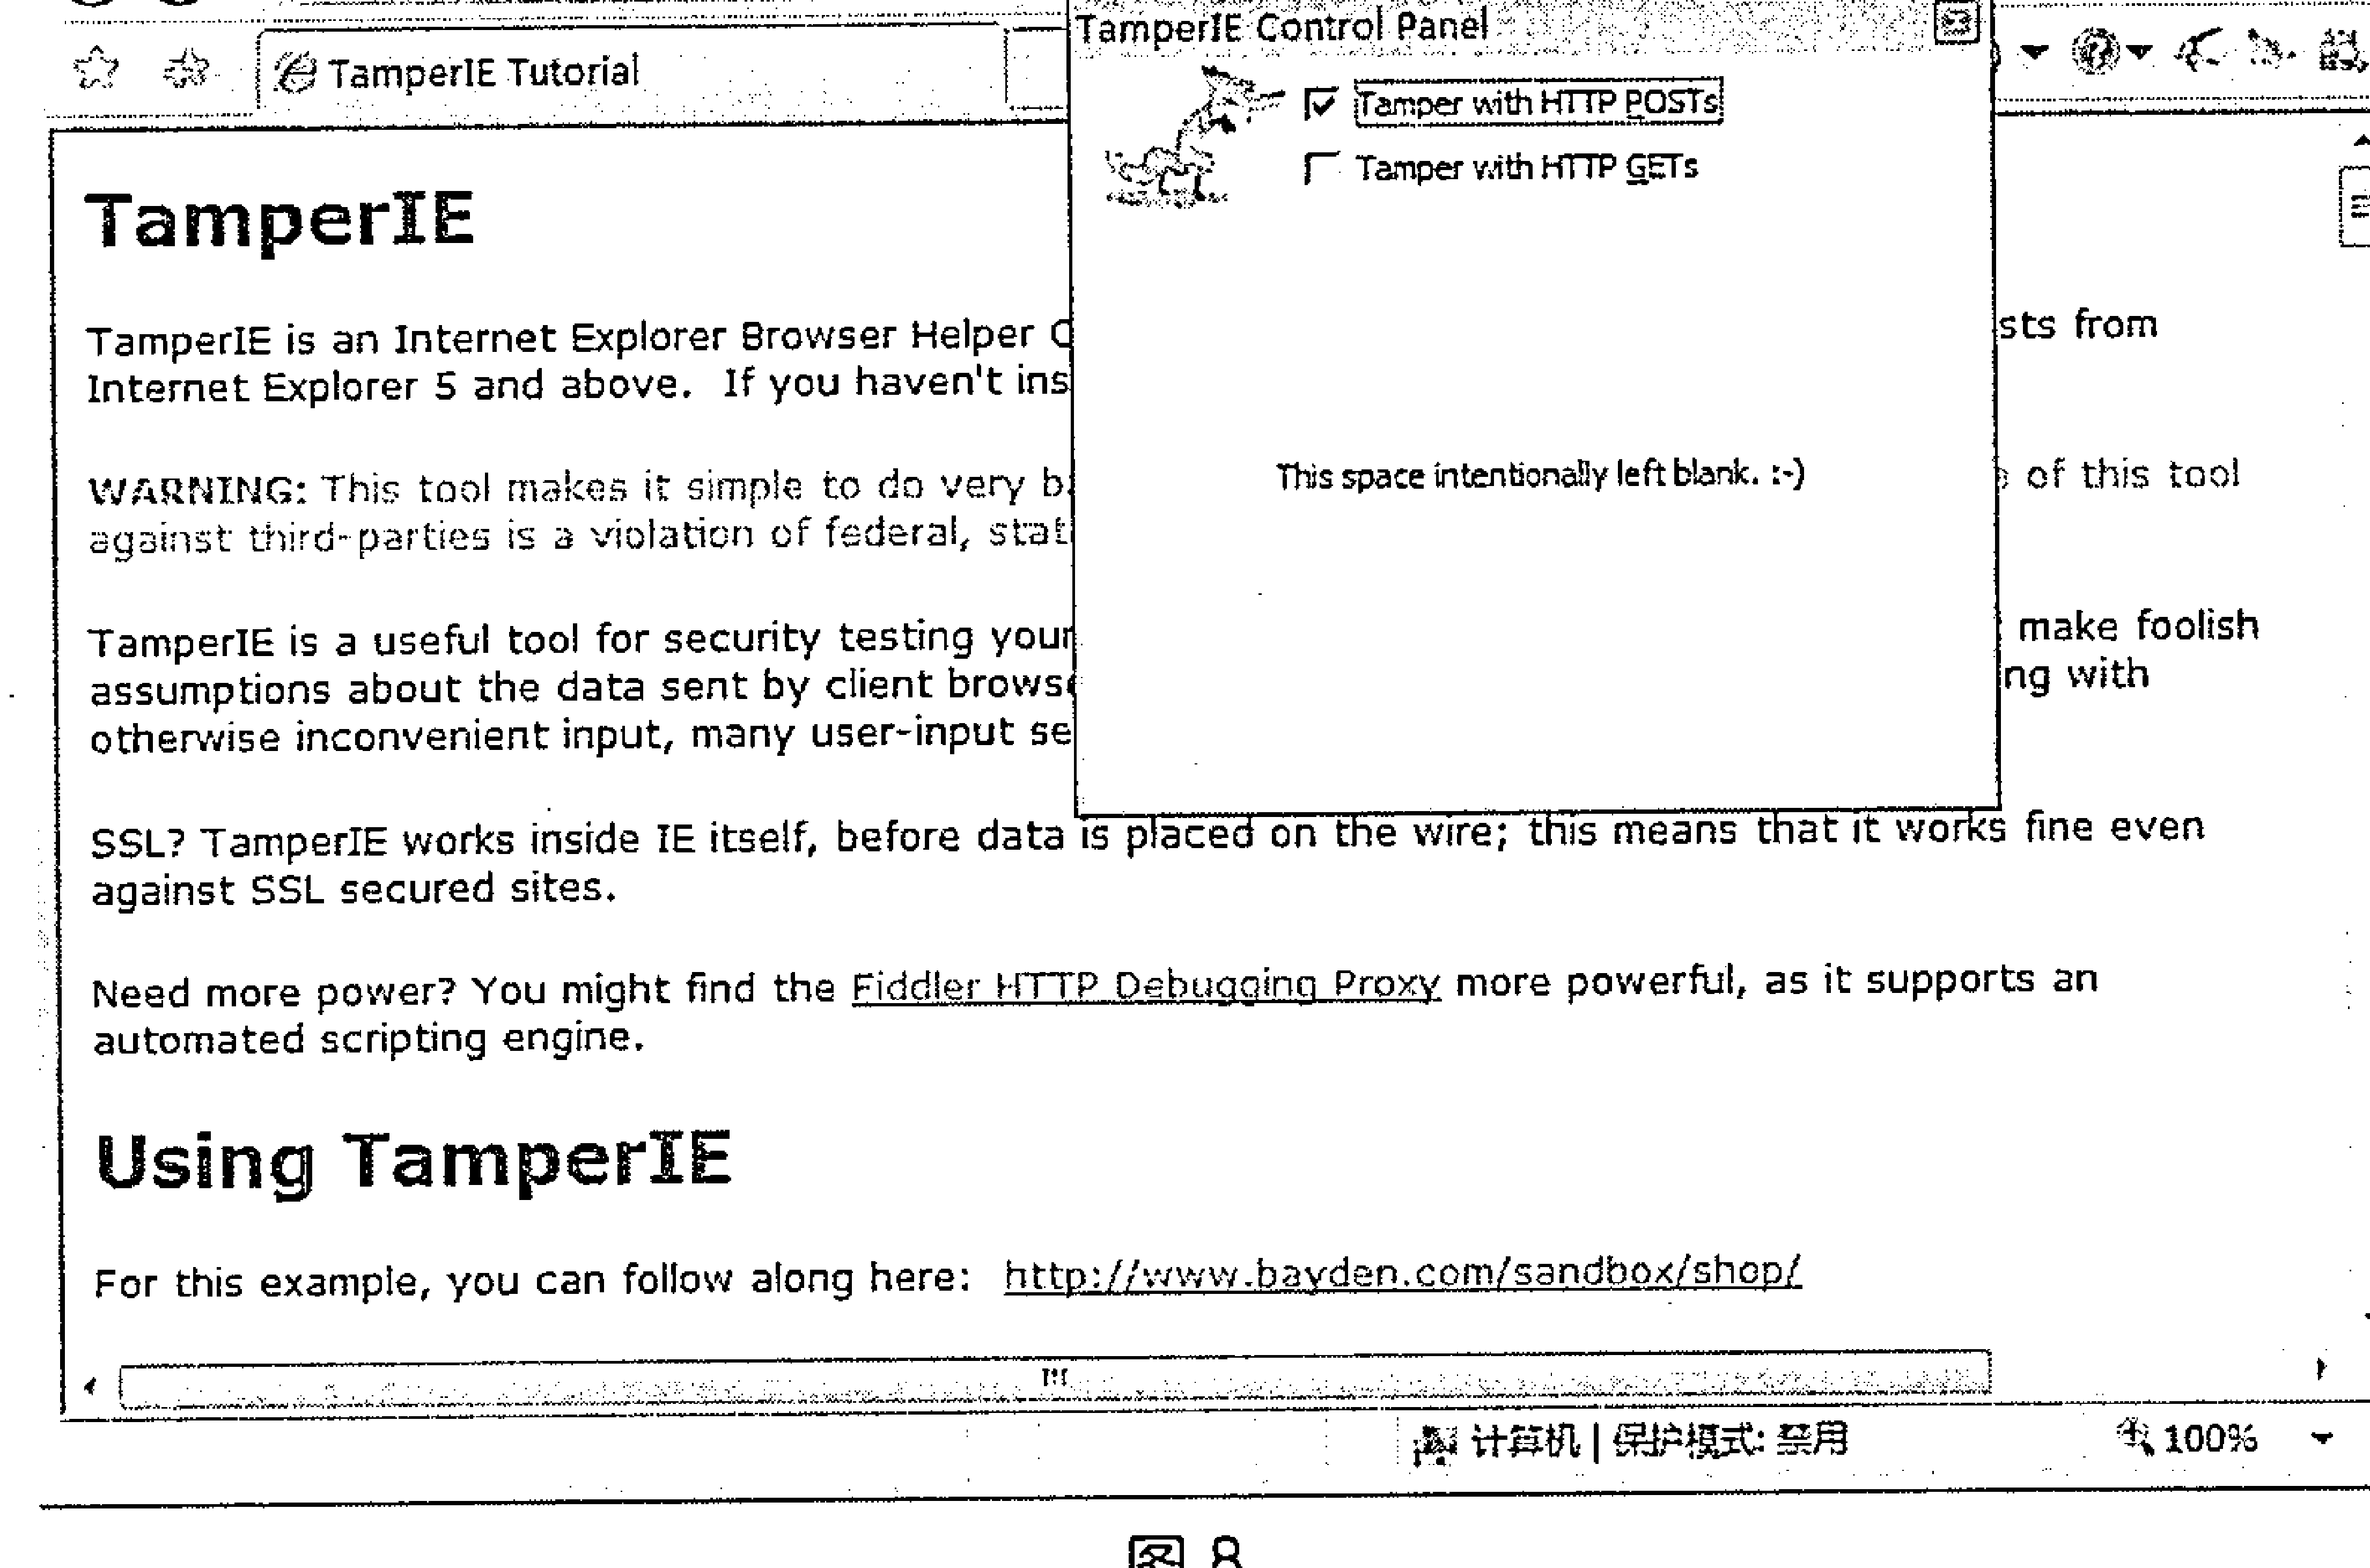 TamperIE Control Panel
TamperIE Tutorial
Tamper with HTTP POSTs
Tamper with HTTP GETs
This space intentionally left blank. :-)
TamperIE
TamperIE is an Internet Explorer Browser Helper sts from
Internet Explorer 5 and above. If you haven't ins
WARNING: This tool makes it simple to do very b of this tool
against third-parties is a violation of federal, stat
TamperIE is a useful tool for security testing your make foolish
assumptions about the data sent by client brows ng with
otherwise inconvenient input, many user-input se
SSL? TamperIE works inside IE itself, before data is placed on the wire; this means that it works fine even
against SSL secured sites.
Need more power? You might find the Fiddler HTTP Debugging Proxy more powerful, as it supports an
automated scripting engine.
Using TamperIE
For this example, you can follow along here: http://www.bayden.com/sandbox/shop/
计算机 | 保护模式: 禁用
100%
图 8